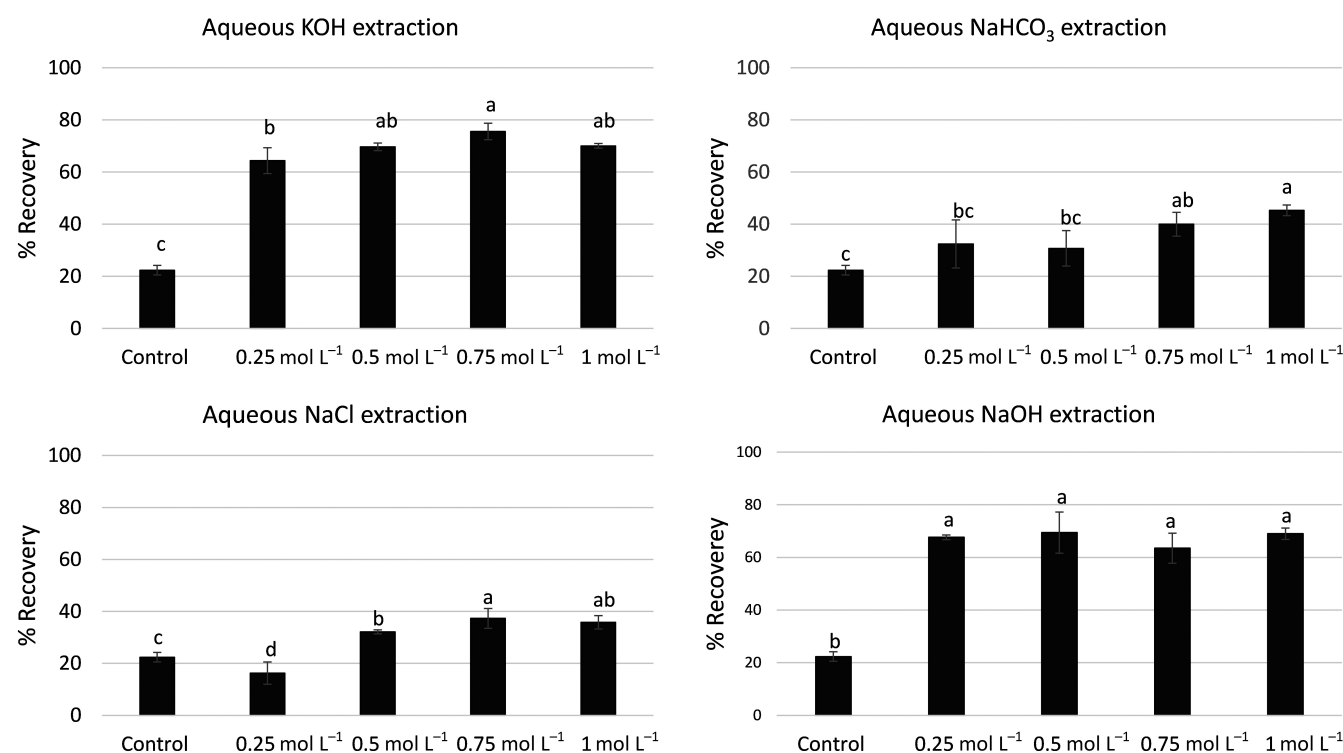 Aqueous KOH extraction
% Recovery
100
80
60
40
20
0
c
b
ab
a
ab
Control
0.25 mol L⁻¹
0.5 mol L⁻¹
0.75 mol L⁻¹
1 mol L⁻¹
Aqueous NaHCO₃ extraction
% Recovery
100
80
60
40
20
0
c
bc
bc
ab
a
Control
0.25 mol L⁻¹
0.5 mol L⁻¹
0.75 mol L⁻¹
1 mol L⁻¹
Aqueous NaCl extraction
% Recovery
100
80
60
40
20
0
c
d
b
a
ab
Control
0.25 mol L⁻¹
0.5 mol L⁻¹
0.75 mol L⁻¹
1 mol L⁻¹
Aqueous NaOH extraction
% Recoverey
100
80
60
40
20
0
b
a
a
a
a
Control
0.25 mol L⁻¹
0.5 mol L⁻¹
0.75 mol L⁻¹
1 mol L⁻¹